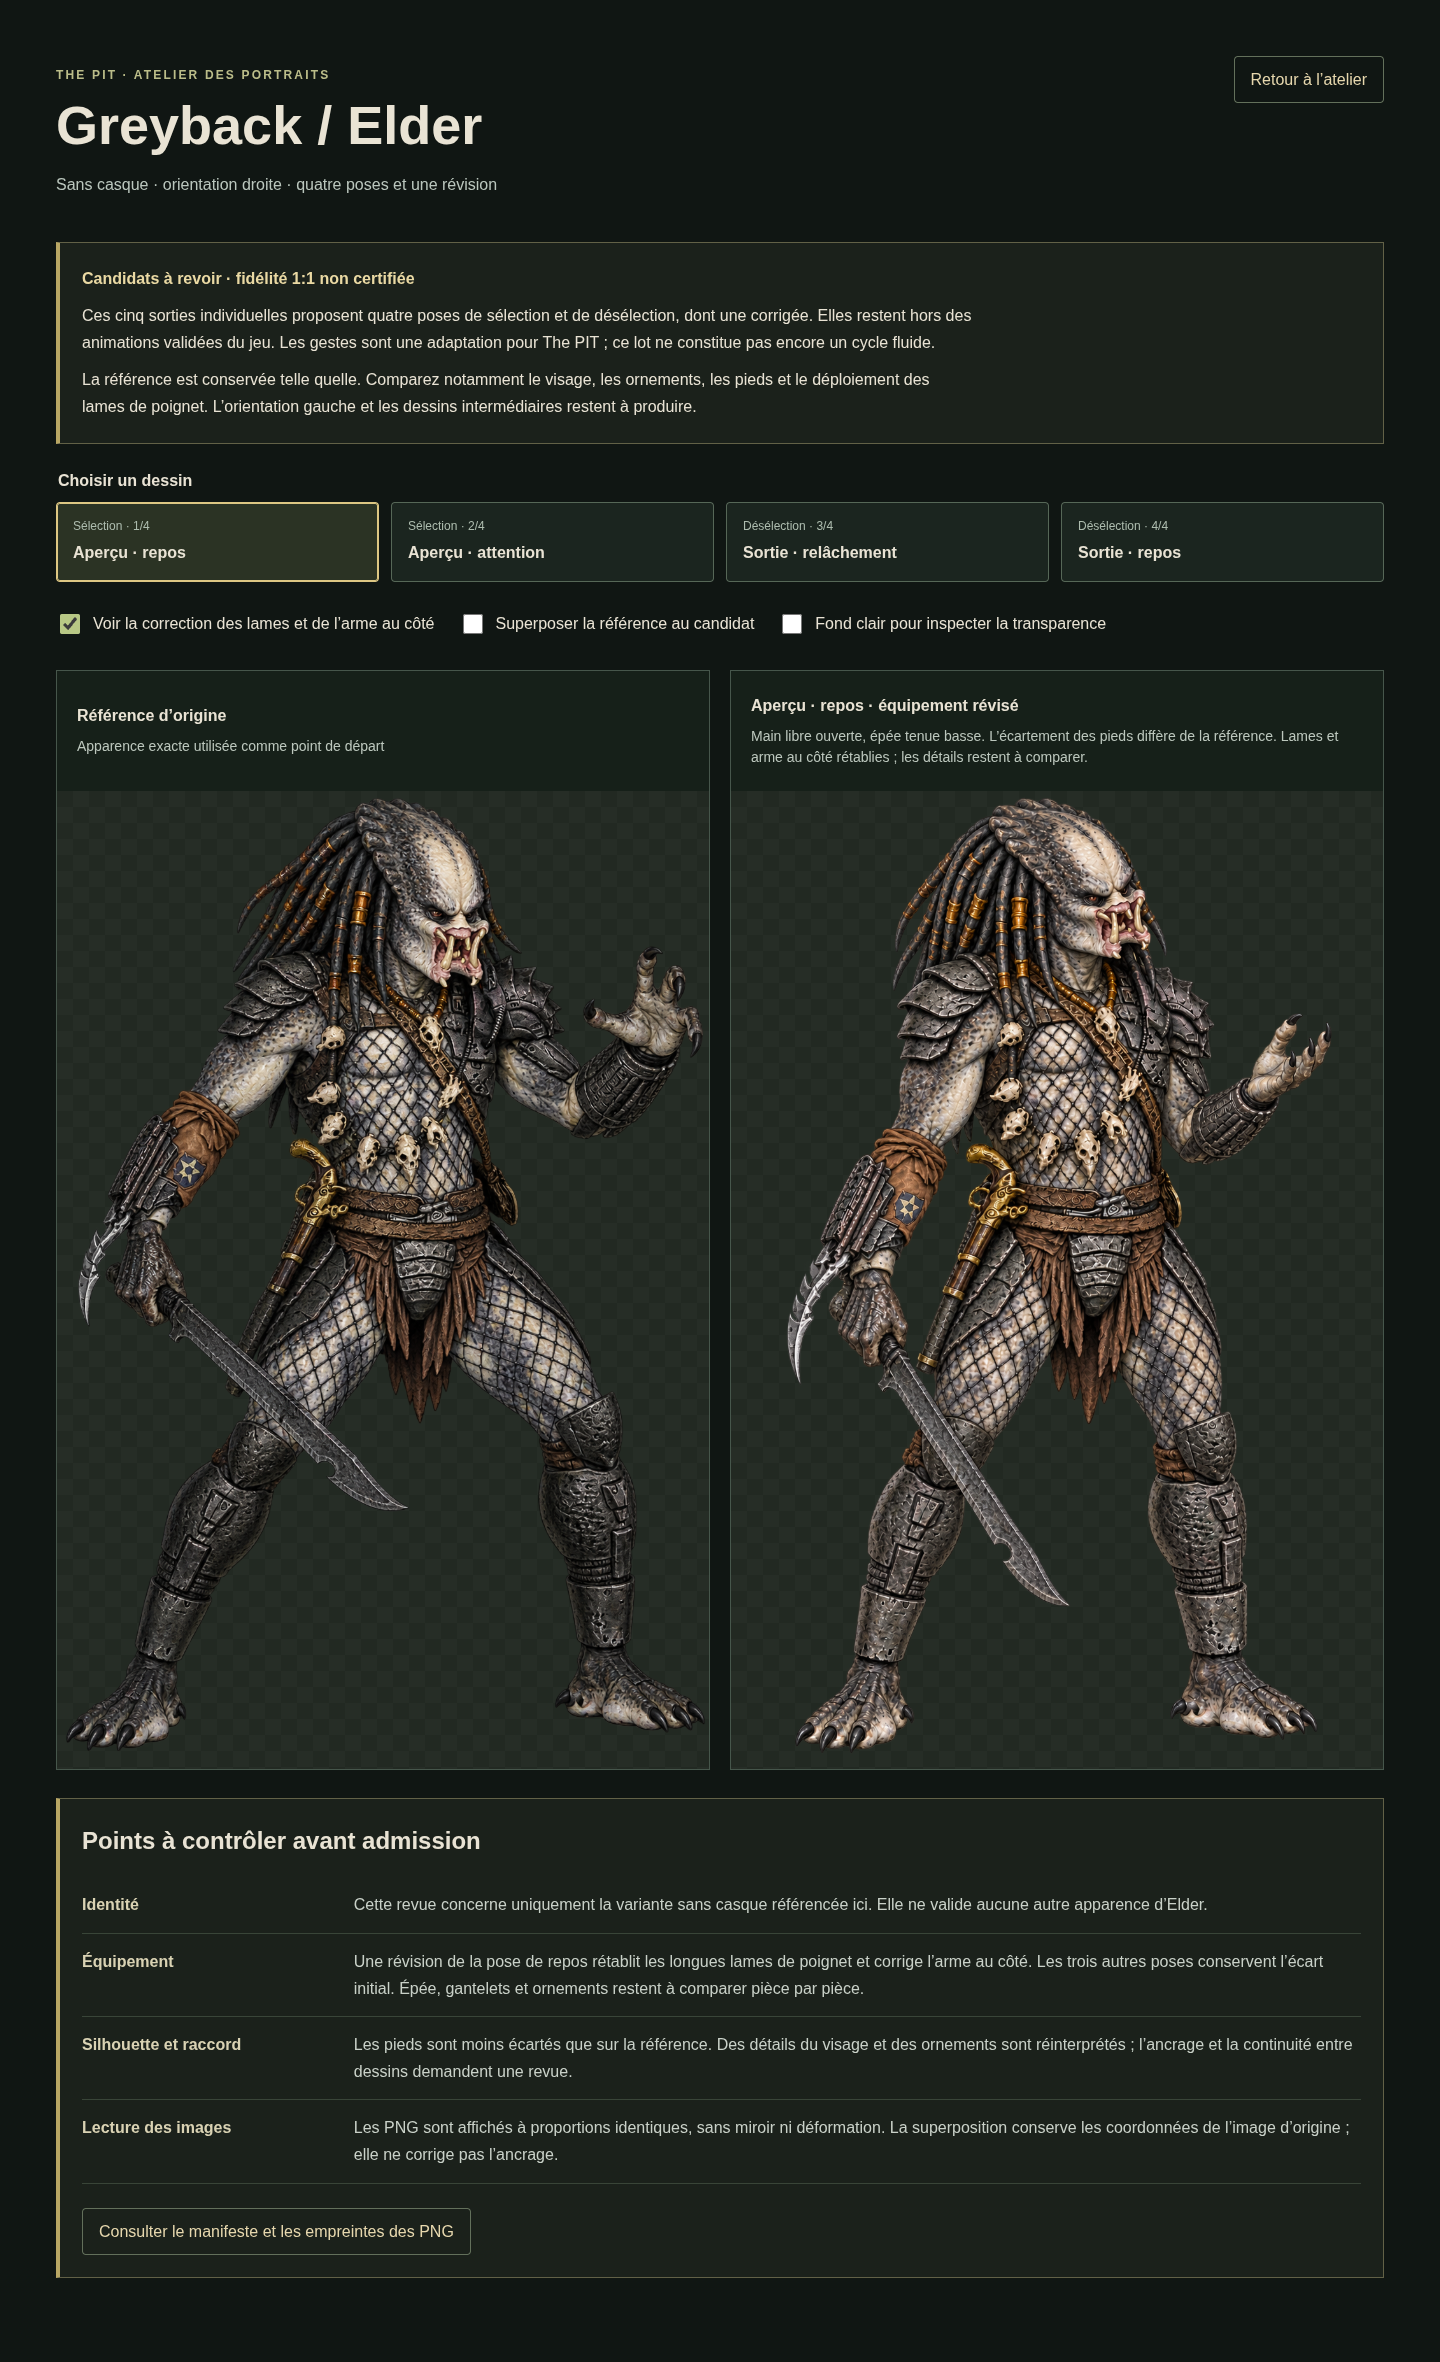 THE PIT · ATELIER DES PORTRAITS
Retour à l’atelier
Greyback / Elder
Sans casque · orientation droite · quatre poses et une révision
Candidats à revoir · fidélité 1:1 non certifiée
Ces cinq sorties individuelles proposent quatre poses de sélection et de désélection, dont une corrigée. Elles restent hors des
animations validées du jeu. Les gestes sont une adaptation pour The PIT ; ce lot ne constitue pas encore un cycle fluide.
La référence est conservée telle quelle. Comparez notamment le visage, les ornements, les pieds et le déploiement des
lames de poignet. L’orientation gauche et les dessins intermédiaires restent à produire.
Choisir un dessin
Sélection · 1/4
Aperçu · repos
Sélection · 2/4
Aperçu · attention
Désélection · 3/4
Sortie · relâchement
Désélection · 4/4
Sortie · repos
Voir la correction des lames et de l’arme au côté
Superposer la référence au candidat
Fond clair pour inspecter la transparence
Référence d’origine
Apparence exacte utilisée comme point de départ
Aperçu · repos · équipement révisé
Main libre ouverte, épée tenue basse. L’écartement des pieds diffère de la référence. Lames et
arme au côté rétablies ; les détails restent à comparer.
Points à contrôler avant admission
Identité
Cette revue concerne uniquement la variante sans casque référencée ici. Elle ne valide aucune autre apparence d’Elder.
Équipement
Une révision de la pose de repos rétablit les longues lames de poignet et corrige l’arme au côté. Les trois autres poses conservent l’écart
initial. Épée, gantelets et ornements restent à comparer pièce par pièce.
Silhouette et raccord
Les pieds sont moins écartés que sur la référence. Des détails du visage et des ornements sont réinterprétés ; l’ancrage et la continuité entre
dessins demandent une revue.
Lecture des images
Les PNG sont affichés à proportions identiques, sans miroir ni déformation. La superposition conserve les coordonnées de l’image d’origine ;
elle ne corrige pas l’ancrage.
Consulter le manifeste et les empreintes des PNG